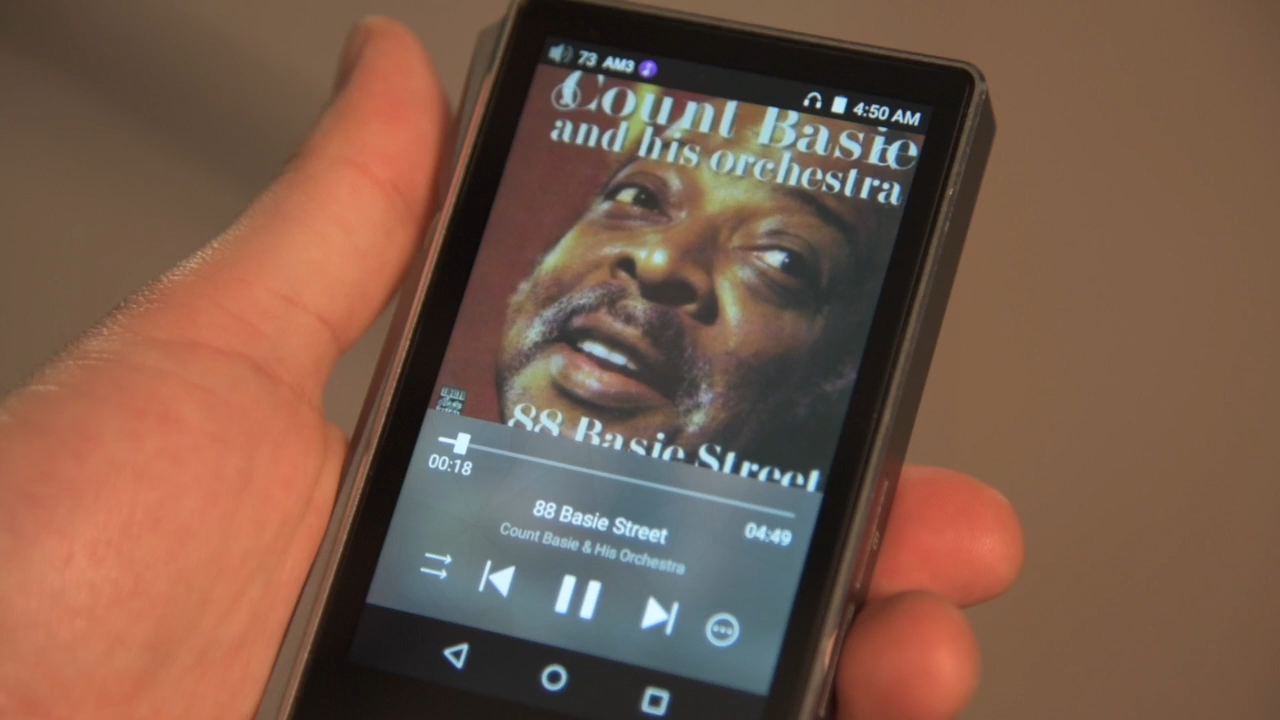 73 AM3
4:50 AM
Count Basie
and his orchestra
88 Basie Street
00:18
04:49
88 Basie Street
Count Basie & His Orchestra